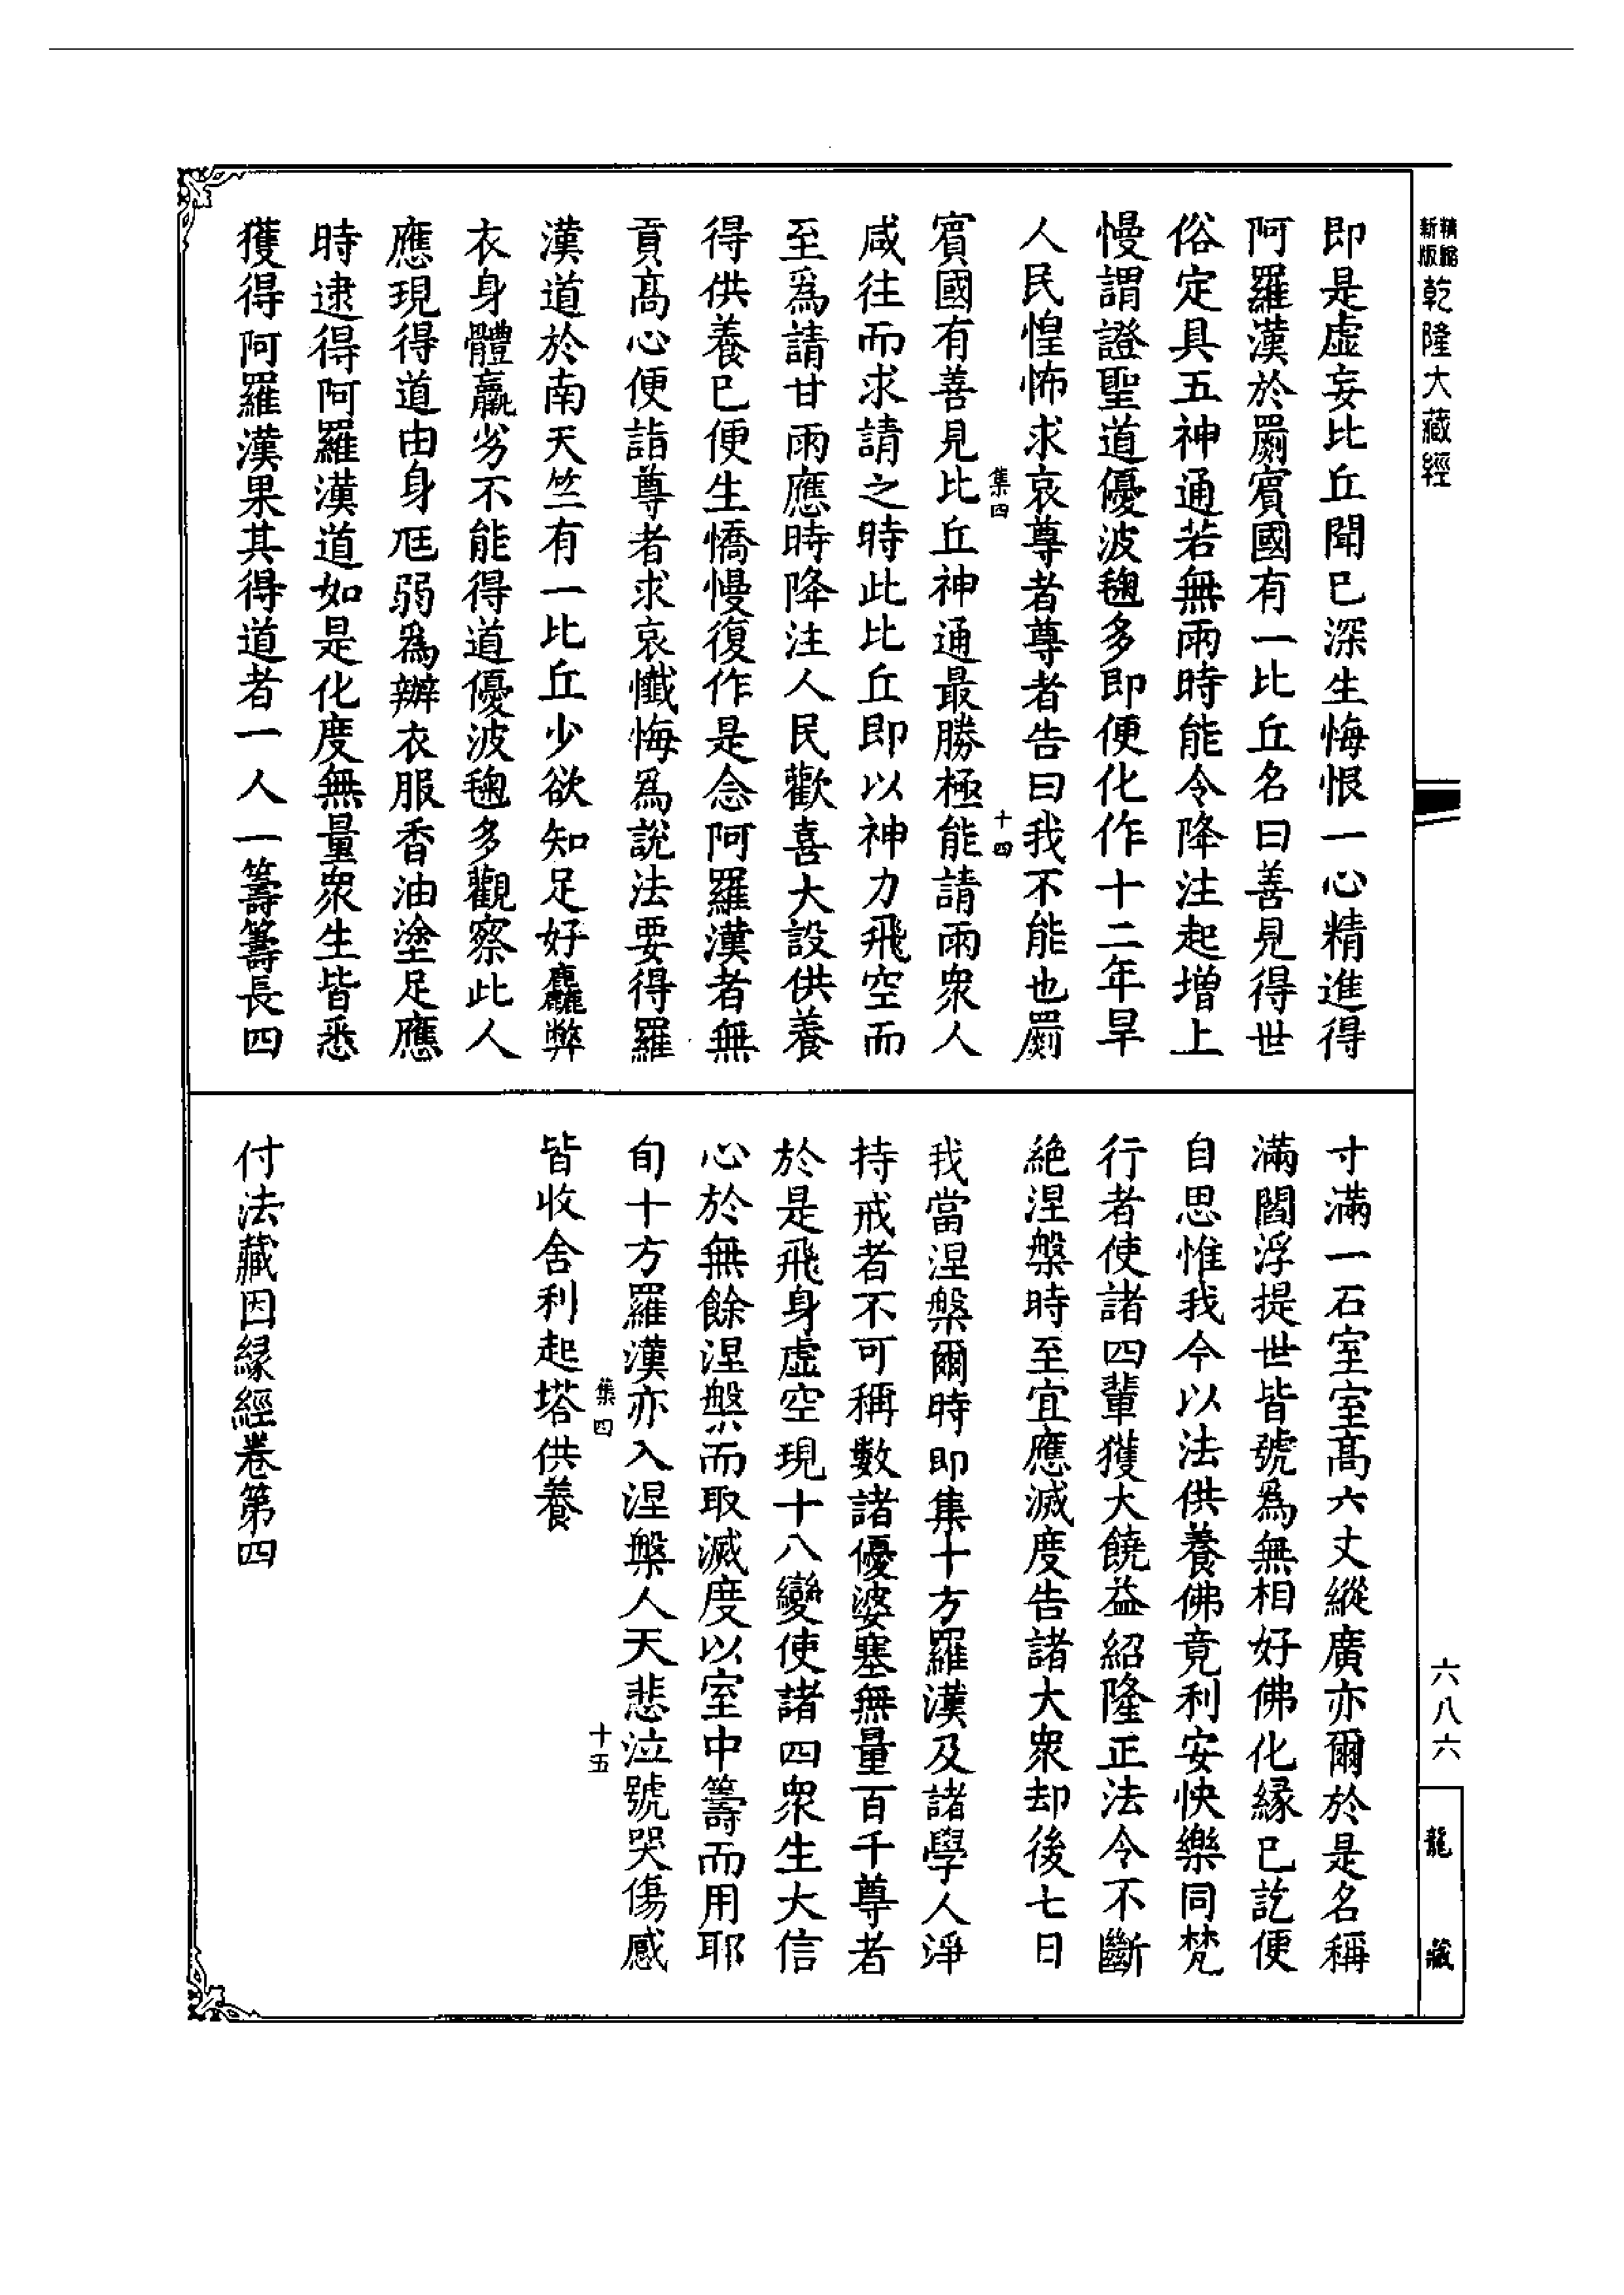 新版 精縮 乾隆大藏經
即是虛妄比丘聞已深生悔恨一心精進得
阿羅漢於罽賓國有一比丘名曰善見得世
俗定具五神通若無雨時能令降注起增上
慢謂證聖道優波毱多即便化作十二年旱
人民惶怖求哀尊者尊者告曰我不能也罽
集四 十四
賓國有善見比丘神通最勝極能請雨衆人
咸往而求請之時此比丘即以神力飛空而
至爲請甘雨應時降注人民歡喜大設供養
得供養已便生憍慢復作是念阿羅漢者無
貢高心便詣尊者求哀懺悔爲說法要得羅
漢道於南天竺有一比丘少欲知足好麤弊
衣身體羸劣不能得道優波毱多觀察此人
應現得道由身尫弱爲辦衣服香油塗足應
時逮得阿羅漢道如是化度無量衆生皆悉
獲得阿羅漢果其得道者一人一籌籌長四
寸滿一石室室高六丈縱廣亦爾於是名稱
滿閻浮提世皆號爲無相好佛化緣已訖便
自思惟我今以法供養佛竟利安快樂同梵
行者使諸四輩獲大饒益紹隆正法令不斷
絶涅槃時至宜應滅度告諸大衆却後七日
我當涅槃爾時即集十方羅漢及諸學人淨
持戒者不可稱數諸優婆塞無量百千尊者
於是飛身虛空現十八變使諸四衆生大信
心於無餘涅槃而取滅度以室中籌而用耶
旬十方羅漢亦入涅槃人天悲泣號哭傷感
集四 十五
皆收舍利起塔供養
付法藏因緣經卷第四
六八六
龍藏